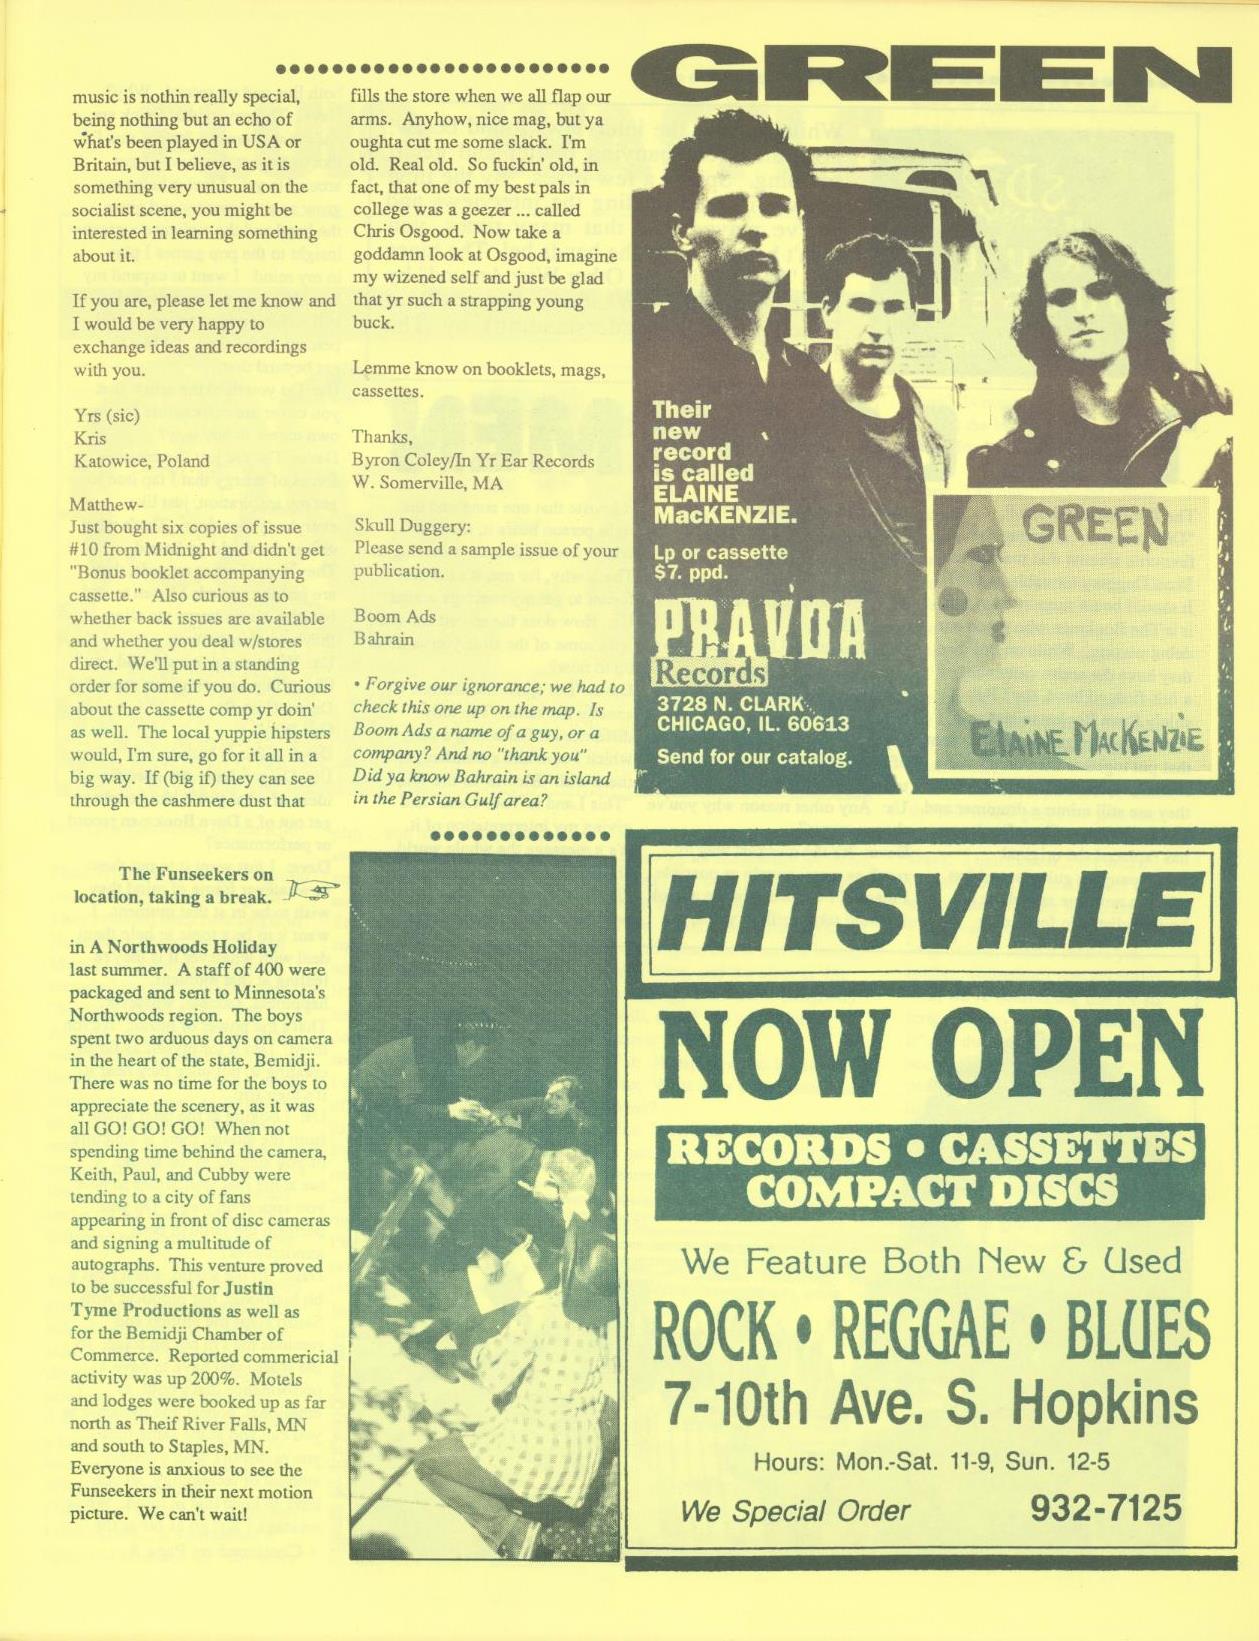 music is nothin really special,
being nothing but an echo of
what's been played in USA or
Britain, but I believe, as it is
something very unusual on the
socialist scene, you might be
interested in learning something
about it.
If you are, please let me know and
I would be very happy to
exchange ideas and recordings
with you.
Yrs (sic)
Kris
Katowice, Poland
Matthew-
Just bought six copies of issue
#10 from Midnight and didn't get
"Bonus booklet accompanying
cassette." Also curious as to
whether back issues are available
and whether you deal w/stores
direct. We'll put in a standing
order for some if you do. Curious
about the cassette comp yr doin'
as well. The local yuppie hipsters
would, I'm sure, go for it all in a
big way. If (big if) they can see
through the cashmere dust that
fills the store when we all flap our
arms. Anyhow, nice mag, but ya
oughta cut me some slack. I'm
old. Real old. So fuckin' old, in
fact, that one of my best pals in
college was a geezer ... called
Chris Osgood. Now take a
goddamn look at Osgood, imagine
my wizened self and just be glad
that yr such a strapping young
buck.
Lemme know on booklets, mags,
cassettes.
Thanks,
Byron Coley/In Yr Ear Records
W. Somerville, MA
Skull Duggery:
Please send a sample issue of your
publication.
Boom Ads
Bahrain
• Forgive our ignorance; we had to
check this one up on the map. Is
Boom Ads a name of a guy, or a
company? And no "thank you"
Did ya know Bahrain is an island
in the Persian Gulf area?
The Funseekers on
location, taking a break.
in A Northwoods Holiday
last summer. A staff of 400 were
packaged and sent to Minnesota's
Northwoods region. The boys
spent two arduous days on camera
in the heart of the state, Bemidji.
There was no time for the boys to
appreciate the scenery, as it was
all GO! GO! GO! When not
spending time behind the camera,
Keith, Paul, and Cubby were
tending to a city of fans
appearing in front of disc cameras
and signing a multitude of
autographs. This venture proved
to be successful for Justin
Tyme Productions as well as
for the Bemidji Chamber of
Commerce. Reported commericial
activity was up 200%. Motels
and lodges were booked up as far
north as Theif River Falls, MN
and south to Staples, MN.
Everyone is anxious to see the
Funseekers in their next motion
picture. We can't wait!
GREEN
Their
new
record
is called
ELAINE
MacKENZIE.
Lp or cassette
$7. ppd.
PRAVDA
Records
3728 N. CLARK
CHICAGO, IL. 60613
Send for our catalog.
GREEN
ELAINE MACKENZIE
HITSVILLE
NOW OPEN
RECORDS • CASSETTES
COMPACT DISCS
We Feature Both New & Used
ROCK • REGGAE • BLUES
7-10th Ave. S. Hopkins
Hours: Mon.-Sat. 11-9, Sun. 12-5
We Special Order 932-7125